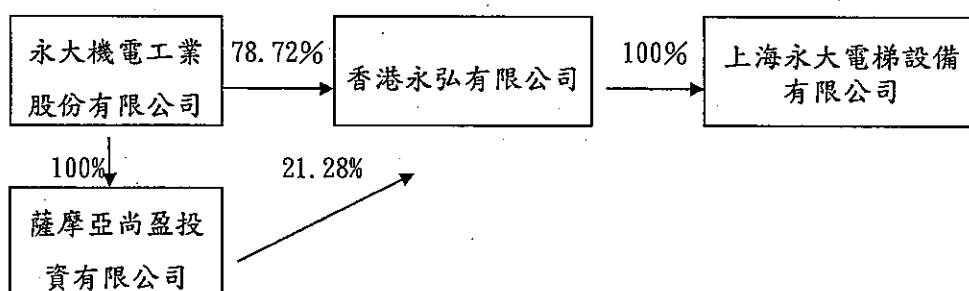 永大機電工業
股份有限公司
78.72%
香港永弘有限公司
100%
上海永大電梯設備
有限公司
100%
21.28%
薩摩亞尚盈投
資有限公司